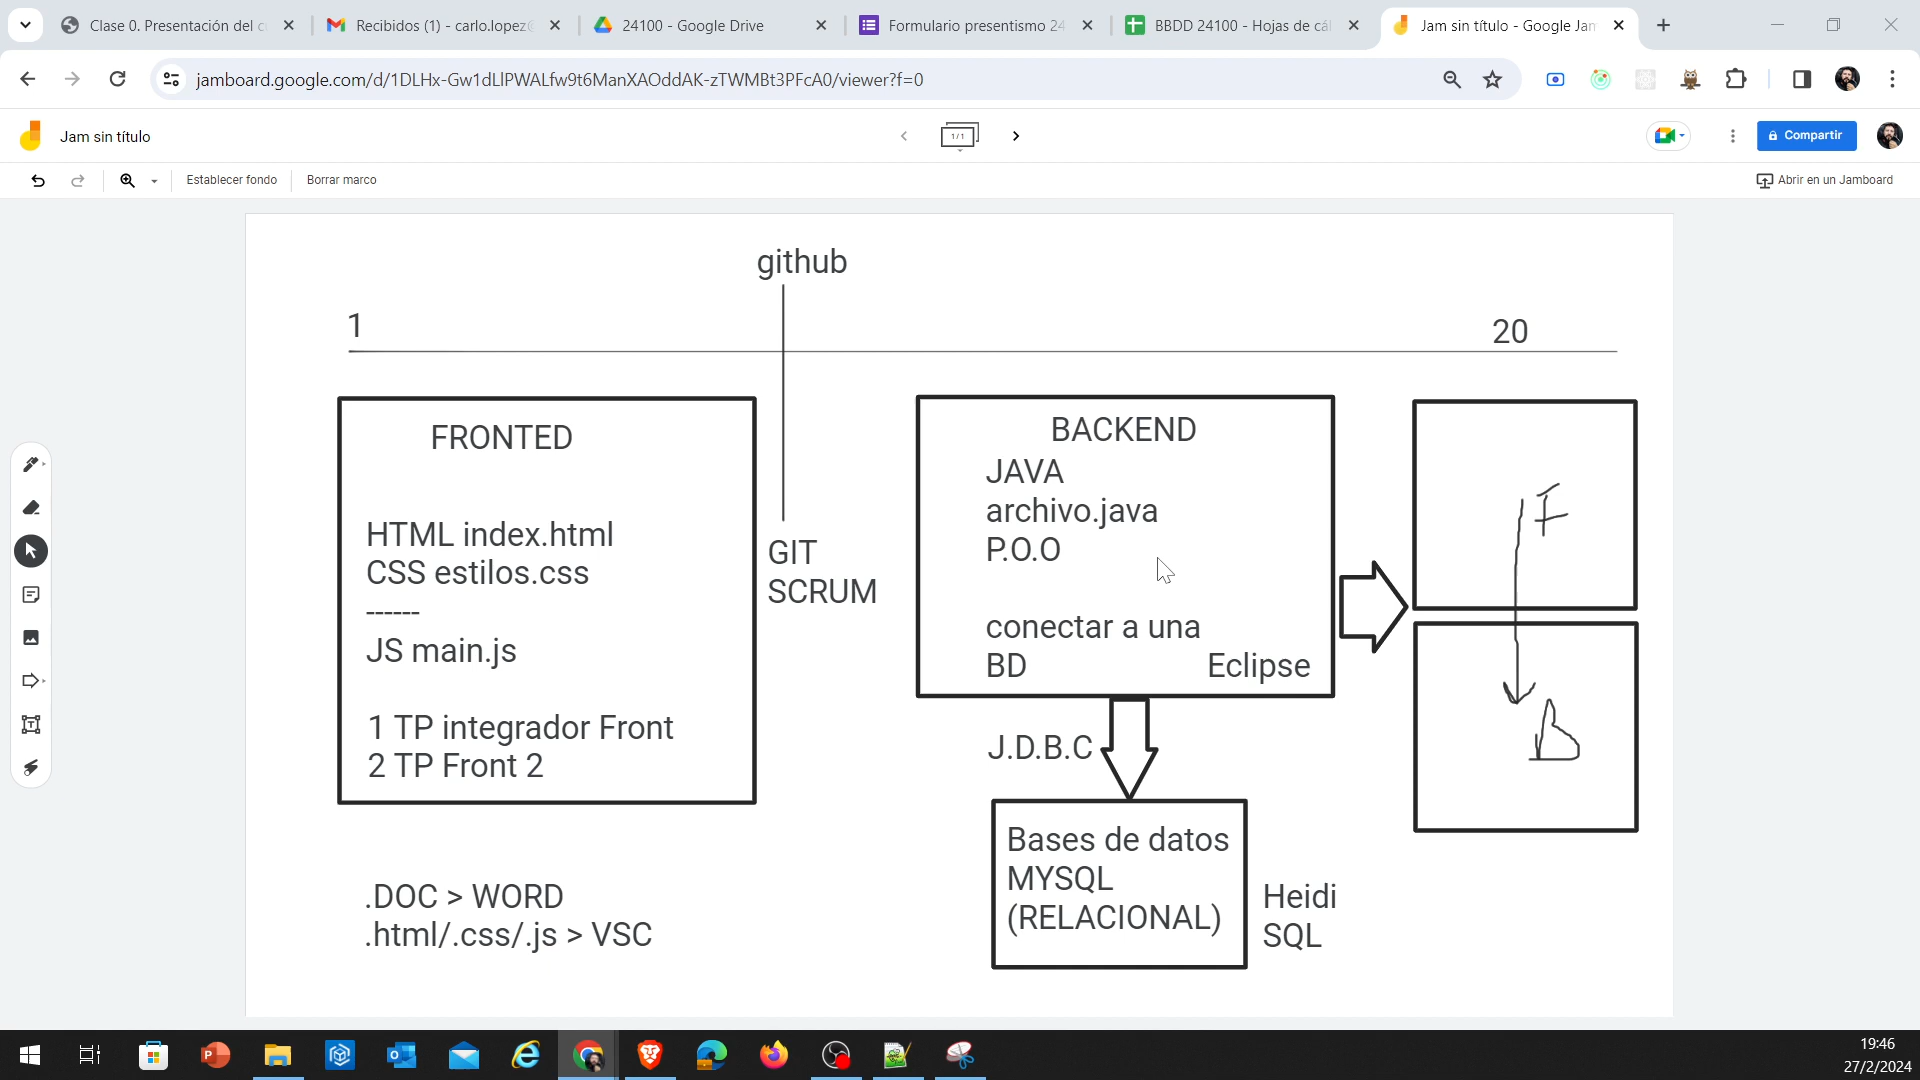 Clase 0. Presentación del c
Recibidos (1) - carlo.lopez
24100 - Google Drive
Formulario presentismo 24
BBDD 24100 - Hojas de cál
Jam sin título - Google Jam
jamboard.google.com/d/1DLHx-Gw1dLlPWALfw9t6ManXAOddAK-zTWMBt3PFcA0/viewer?f=0
Jam sin título
1/1
Compartir
Establecer fondo
Borrar marco
Abrir en un Jamboard
github
1
20
FRONTED
HTML index.html
CSS estilos.css
------
JS main.js
1 TP integrador Front
2 TP Front 2
GIT
SCRUM
BACKEND
JAVA
archivo.java
P.O.O
conectar a una
BD
Eclipse
F
b
J.D.B.C
Bases de datos
MYSQL
(RELACIONAL)
Heidi
SQL
.DOC > WORD
.html/.css/.js > VSC
19:46
27/2/2024